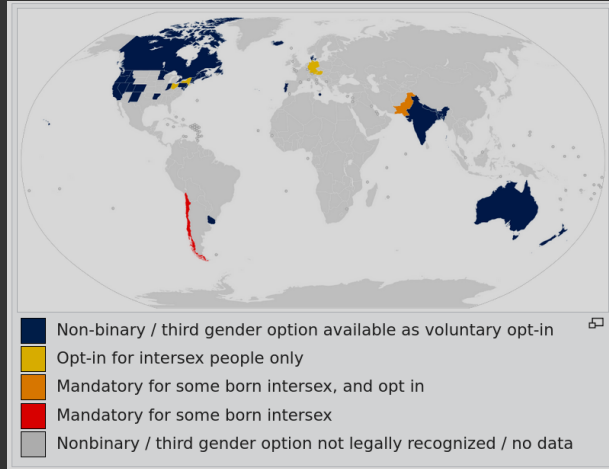 Non-binary / third gender option available as voluntary opt-in
Opt-in for intersex people only
Mandatory for some born intersex, and opt in
Mandatory for some born intersex
Nonbinary / third gender option not legally recognized / no data